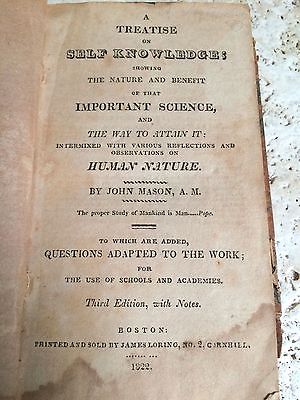 A
TREATISE
ON
SELF KNOWLEDGE;
SHOWING
THE NATURE AND BENEFIT
OF THAT
IMPORTANT SCIENCE,
AND
THE WAY TO ATTAIN IT:
INTERMIXED WITH VARIOUS REFLECTIONS AND
OBSERVATIONS ON
HUMAN NATURE.
BY JOHN MASON, A. M.
The proper Study of Mankind is Man.....Pope.
TO WHICH ARE ADDED,
QUESTIONS ADAPTED TO THE WORK;
FOR
THE USE OF SCHOOLS AND ACADEMIES.
Third Edition, with Notes.
BOSTON:
PRINTED AND SOLD BY JAMES LORING, NO. 2, CORNHILL.
1822.